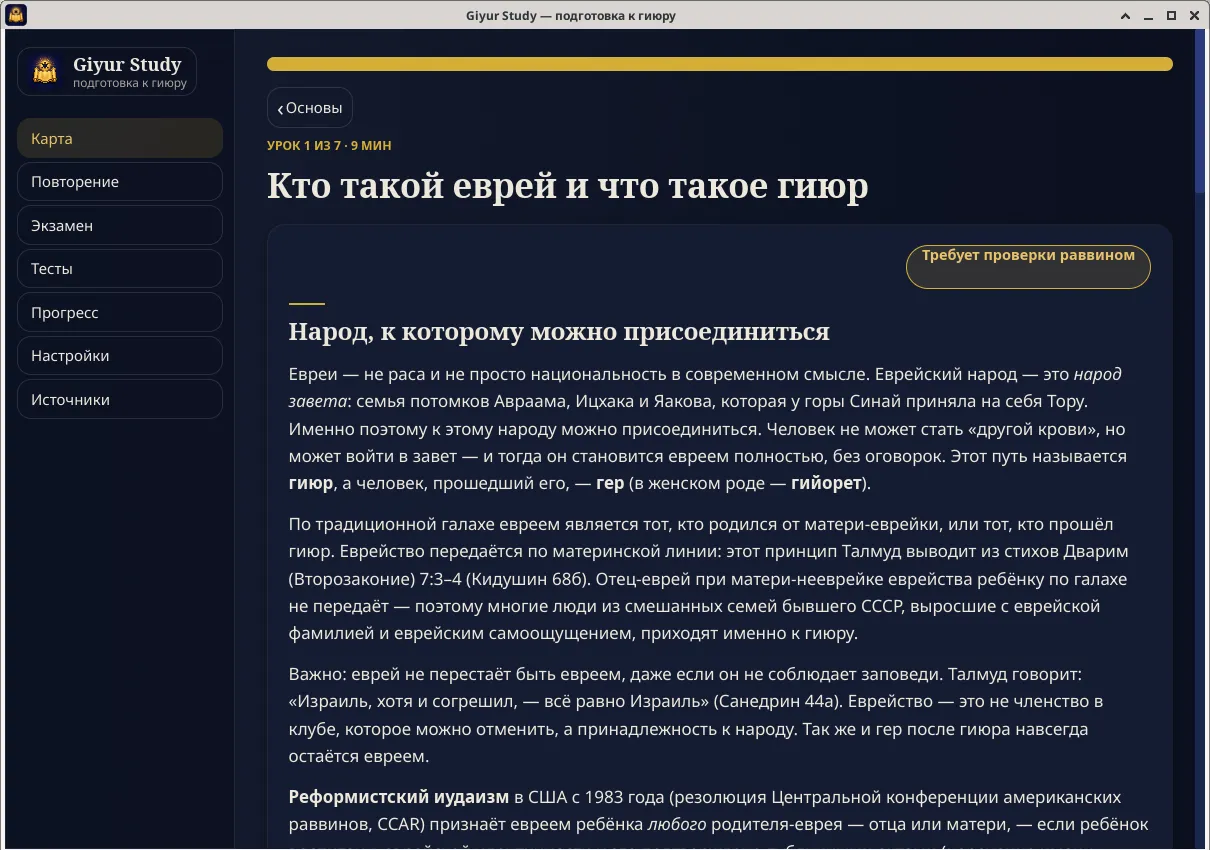 Giyur Study — подготовка к гиюру
Giyur Study
подготовка к гиюру
Карта
Повторение
Экзамен
Тесты
Прогресс
Настройки
Источники
‹ Основы
УРОК 1 ИЗ 7 · 9 МИН
Кто такой еврей и что такое гиюр
Требует проверки раввином
Народ, к которому можно присоединиться
Евреи — не раса и не просто национальность в современном смысле. Еврейский народ — это народ
завета: семья потомков Авраама, Ицхака и Яакова, которая у горы Синай приняла на себя Тору.
Именно поэтому к этому народу можно присоединиться. Человек не может стать «другой крови», но
может войти в завет — и тогда он становится евреем полностью, без оговорок. Этот путь называется
гиюр, а человек, прошедший его, — гер (в женском роде — гийорет).
По традиционной галахе евреем является тот, кто родился от матери-еврейки, или тот, кто прошёл
гиюр. Еврейство передаётся по материнской линии: этот принцип Талмуд выводит из стихов Дварим
(Второзаконие) 7:3–4 (Кидушин 68б). Отец-еврей при матери-нееврейке еврейства ребёнку по галахе
не передаёт — поэтому многие люди из смешанных семей бывшего СССР, выросшие с еврейской
фамилией и еврейским самоощущением, приходят именно к гиюру.
Важно: еврей не перестаёт быть евреем, даже если он не соблюдает заповеди. Талмуд говорит:
«Израиль, хотя и согрешил, — всё равно Израиль» (Санедрин 44а). Еврейство — это не членство в
клубе, которое можно отменить, а принадлежность к народу. Так же и гер после гиюра навсегда
остаётся евреем.
Реформистский иудаизм в США с 1983 года (резолюция Центральной конференции американских
раввинов, CCAR) признаёт евреем ребёнка любого родителя-еврея — отца или матери, — если ребёнок